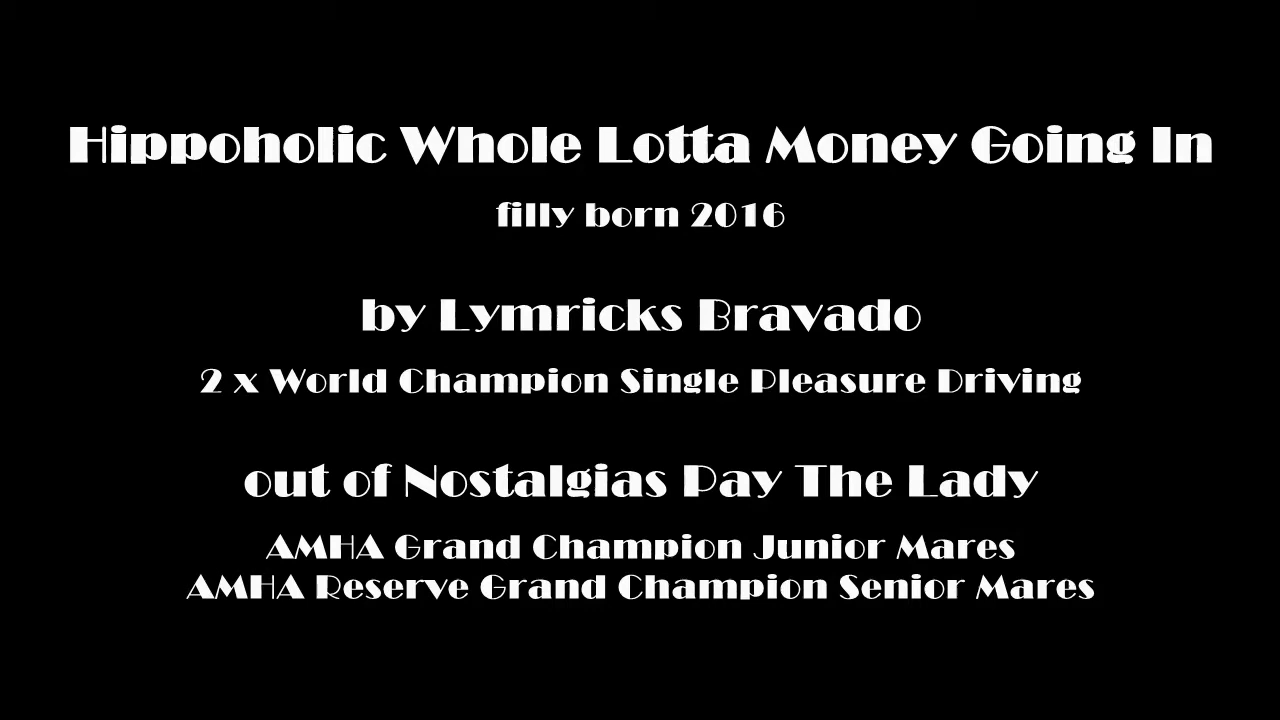 Hippoholic Whole Lotta Money Going In
filly born 2016
by Lymricks Bravado
2 x World Champion Single Pleasure Driving
out of Nostalgias Pay The Lady
AMHA Grand Champion Junior Mares
AMHA Reserve Grand Champion Senior Mares